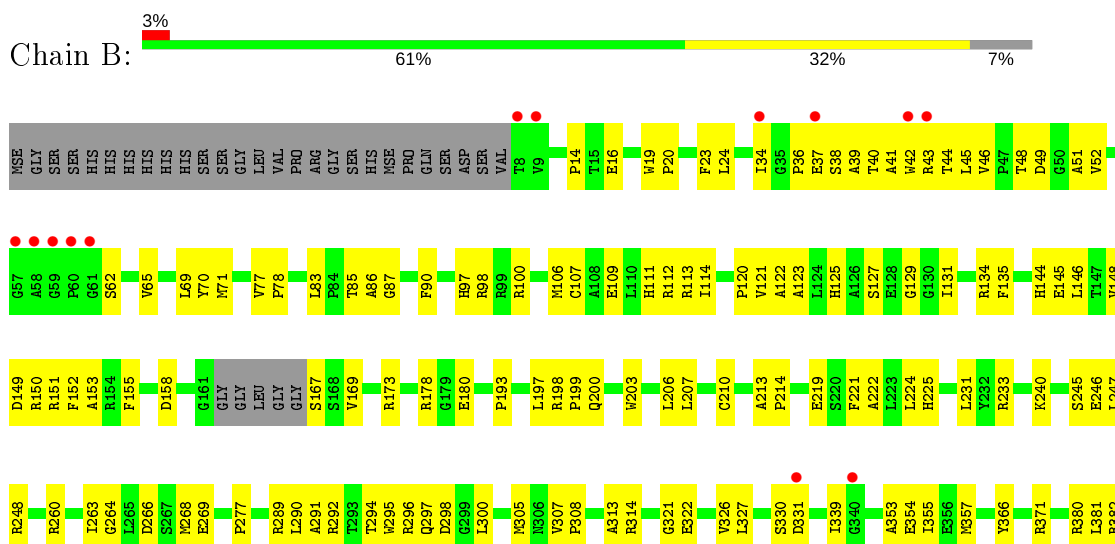 3%
Chain B:
61% 32% 7%
MSE GLY SER SER HIS HIS HIS HIS HIS HIS SER SER GLY LEU VAL PRO ARG GLY SER HIS MSE PRO GLN SER ASP SER VAL T8 V9 P14 T15 E16 W19 P20 F23 L24 I34 G35 P36 E37 S38 A39 T40 A41 W42 R43 T44 L45 V46 P47 T48 D49 G50 A51 V52
G57 A58 G59 P60 G61 S62 V65 L69 Y70 M71 V77 P78 L83 P84 T85 A86 G87 F90 H97 R98 R99 R100 M106 C107 A108 E109 L110 H111 R112 R113 I114 P120 V121 A122 A123 L124 H125 A126 S127 E128 G129 G130 I131 R134 F135 H144 E145 L146 T147 V148
D149 R150 R151 F152 A153 R154 F155 D158 G161 GLY GLY LEU GLY GLY S167 S168 V169 R173 R178 G179 E180 P193 L197 R198 P199 Q200 W203 L206 L207 C210 A213 P214 E219 S220 F221 A222 L223 L224 H225 L231 Y232 R233 K240 S245 E246 L247
R248 R260 I263 G264 L265 D266 S267 M268 E269 P277 R289 L290 A291 R292 T293 T294 W295 R296 Q297 D298 G299 L300 M305 N306 V307 P308 A313 R314 G321 E322 V326 L327 S330 D331 I339 G340 A353 E354 I355 E356 M357 Y366 R371 R380 L381